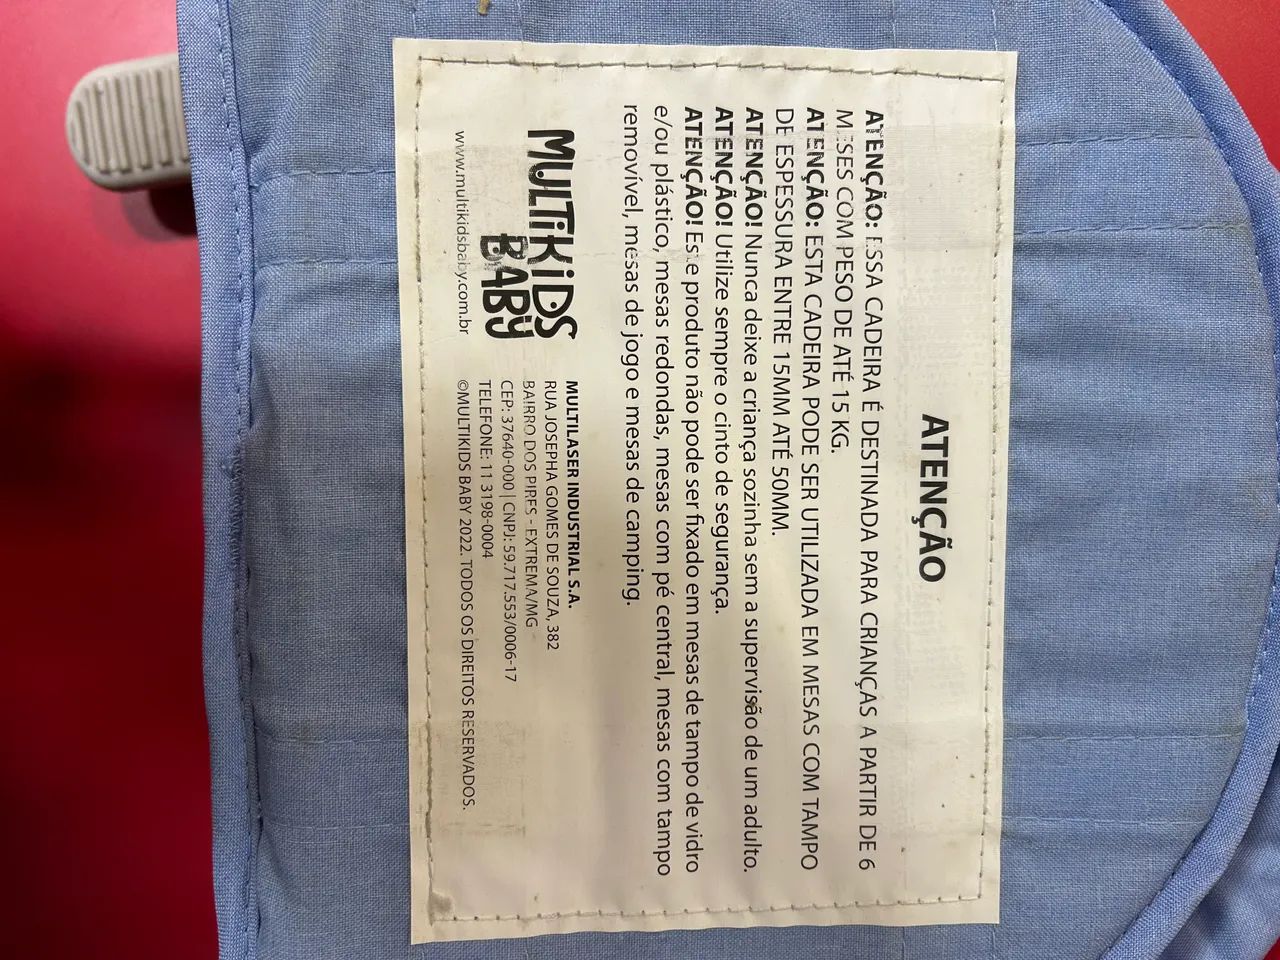 ATENÇÃO
ATENÇÃO: ESSA CADEIRA É DESTINADA PARA CRIANÇAS A PARTIR DE 6
MESES COM PESO DE ATÉ 15 KG.
ATENÇÃO: ESTA CADEIRA PODE SER UTILIZADA EM MESAS COM TAMPO
DE ESPESSURA ENTRE 15MM ATÉ 50MM.
ATENÇÃO! Nunca deixe a criança sozinha sem a supervisão de um adulto.
ATENÇÃO! Utilize sempre o cinto de segurança.
ATENÇÃO! Este produto não pode ser fixado em mesas de tampo de vidro
e/ou plástico, mesas redondas, mesas com pé central, mesas com tampo
removível, mesas de jogo e mesas de camping.
MULTIKIDS
BABY
www.multikidsbaby.com.br
MULTILASER INDUSTRIAL S.A.
RUA JOSEPHA GOMES DE SOUZA, 382
BAIRRO DOS PIRES - EXTREMA/MG
CEP: 37640-000 | CNPJ: 59.717.553/0006-17
TELEFONE: 11 3198-0004
©MULTIKIDS BABY 2022. TODOS OS DIREITOS RESERVADOS.